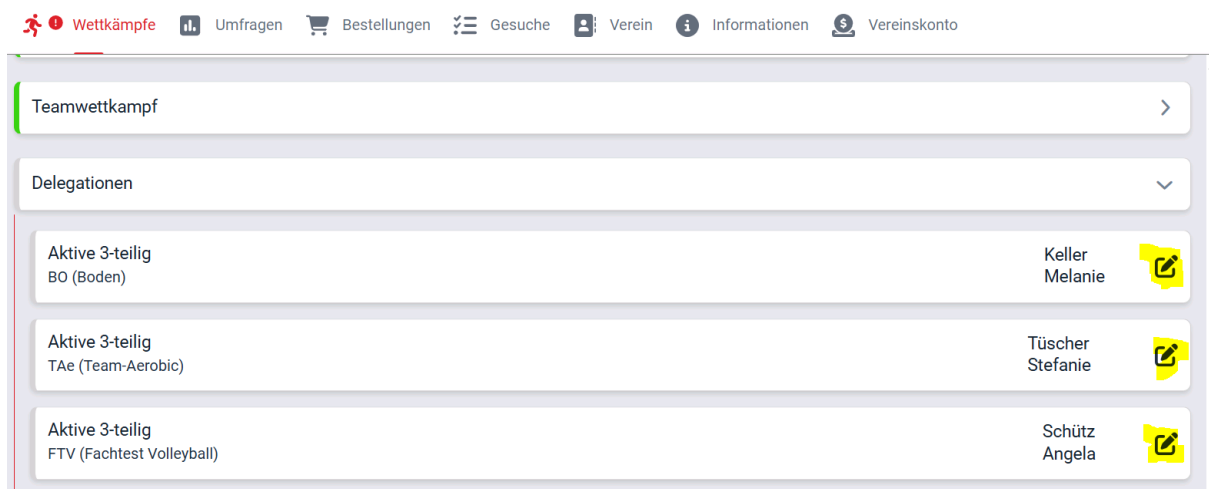 Wettkämpfe Umfragen Bestellungen Gesuche Verein Informationen Vereinskonto
Teamwettkampf
Delegationen
Aktive 3-teilig
BO (Boden)
Keller
Melanie
Aktive 3-teilig
TAe (Team-Aerobic)
Tüscher
Stefanie
Aktive 3-teilig
FTV (Fachtest Volleyball)
Schütz
Angela